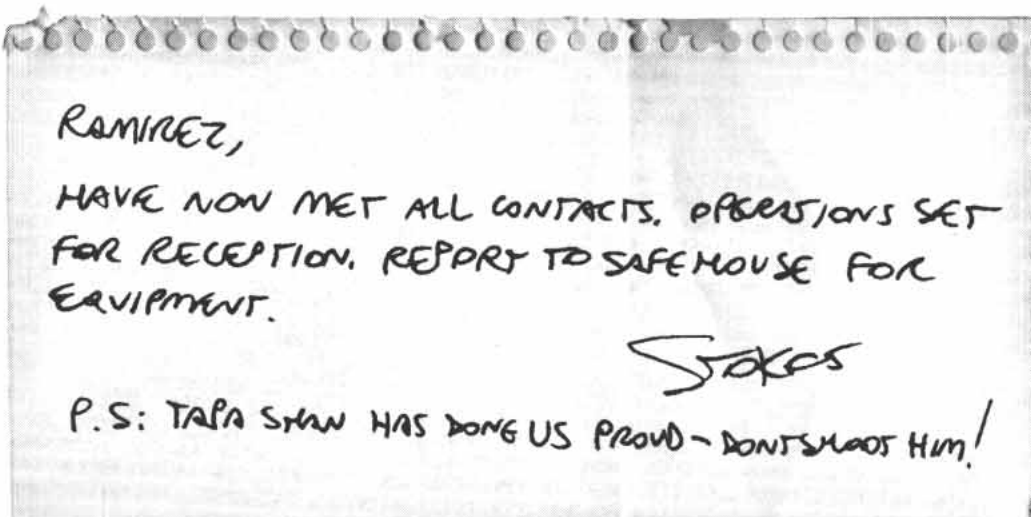 RAMIREZ,
HAVE NOW MET ALL CONTACTS. OPERATIONS SET
FOR RECEPTION. REPORT TO SAFEHOUSE FOR
EQUIPMENT.
Stokes
P.S: TAPA SHAN HAS DONE US PROUD - DONT SHOOT HIM!